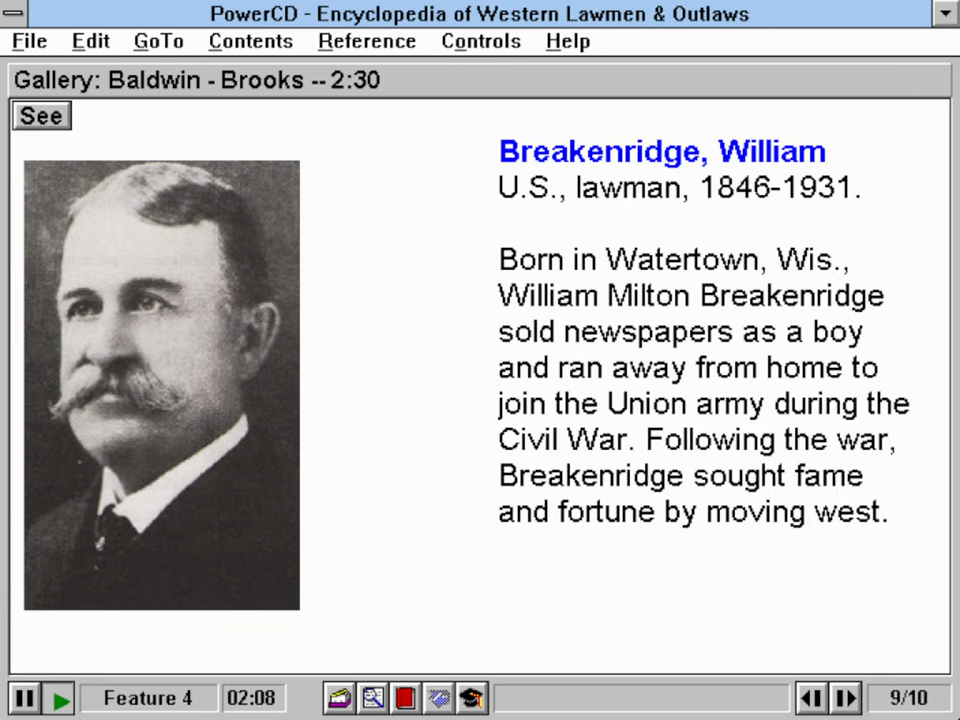 PowerCD - Encyclopedia of Western Lawmen & Outlaws
File Edit GoTo Contents Reference Controls Help
Gallery: Baldwin - Brooks -- 2:30
See
Breakenridge, William
U.S., lawman, 1846-1931.
Born in Watertown, Wis.,
William Milton Breakenridge
sold newspapers as a boy
and ran away from home to
join the Union army during the
Civil War. Following the war,
Breakenridge sought fame
and fortune by moving west.
Feature 4 02:08 9/10